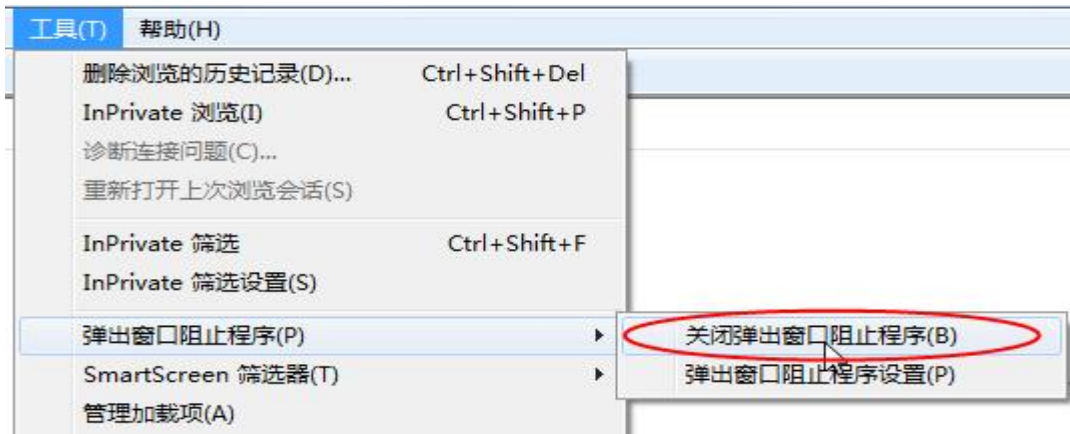 工具(T) 帮助(H)
删除浏览的历史记录(D)... Ctrl+Shift+Del
InPrivate 浏览(I) Ctrl+Shift+P
诊断连接问题(C)...
重新打开上次浏览会话(S)
InPrivate 筛选 Ctrl+Shift+F
InPrivate 筛选设置(S)
弹出窗口阻止程序(P) 关闭弹出窗口阻止程序(B)
SmartScreen 筛选器(T) 弹出窗口阻止程序设置(P)
管理加载项(A)